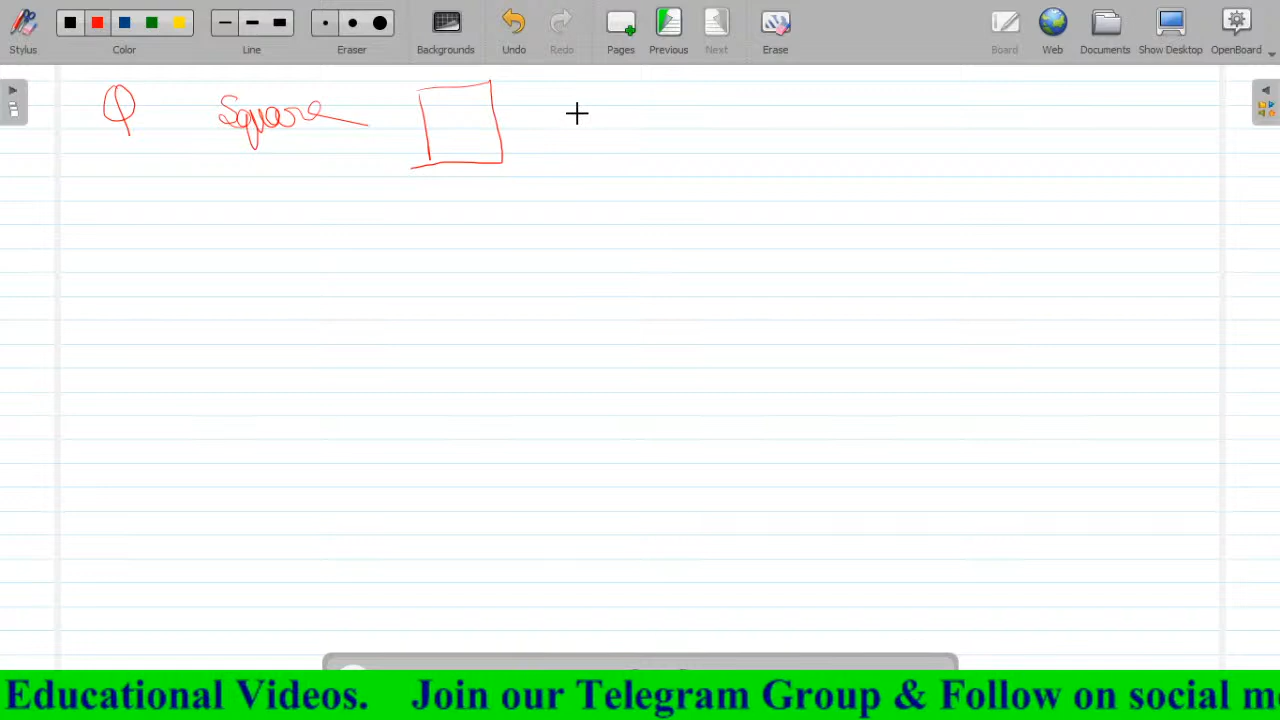 Stylus Color Line Eraser Backgrounds Undo Redo Pages Previous Next Erase Board Web Documents Show Desktop OpenBoard
Q Square
Educational Videos. Join our Telegram Group & Follow on social m